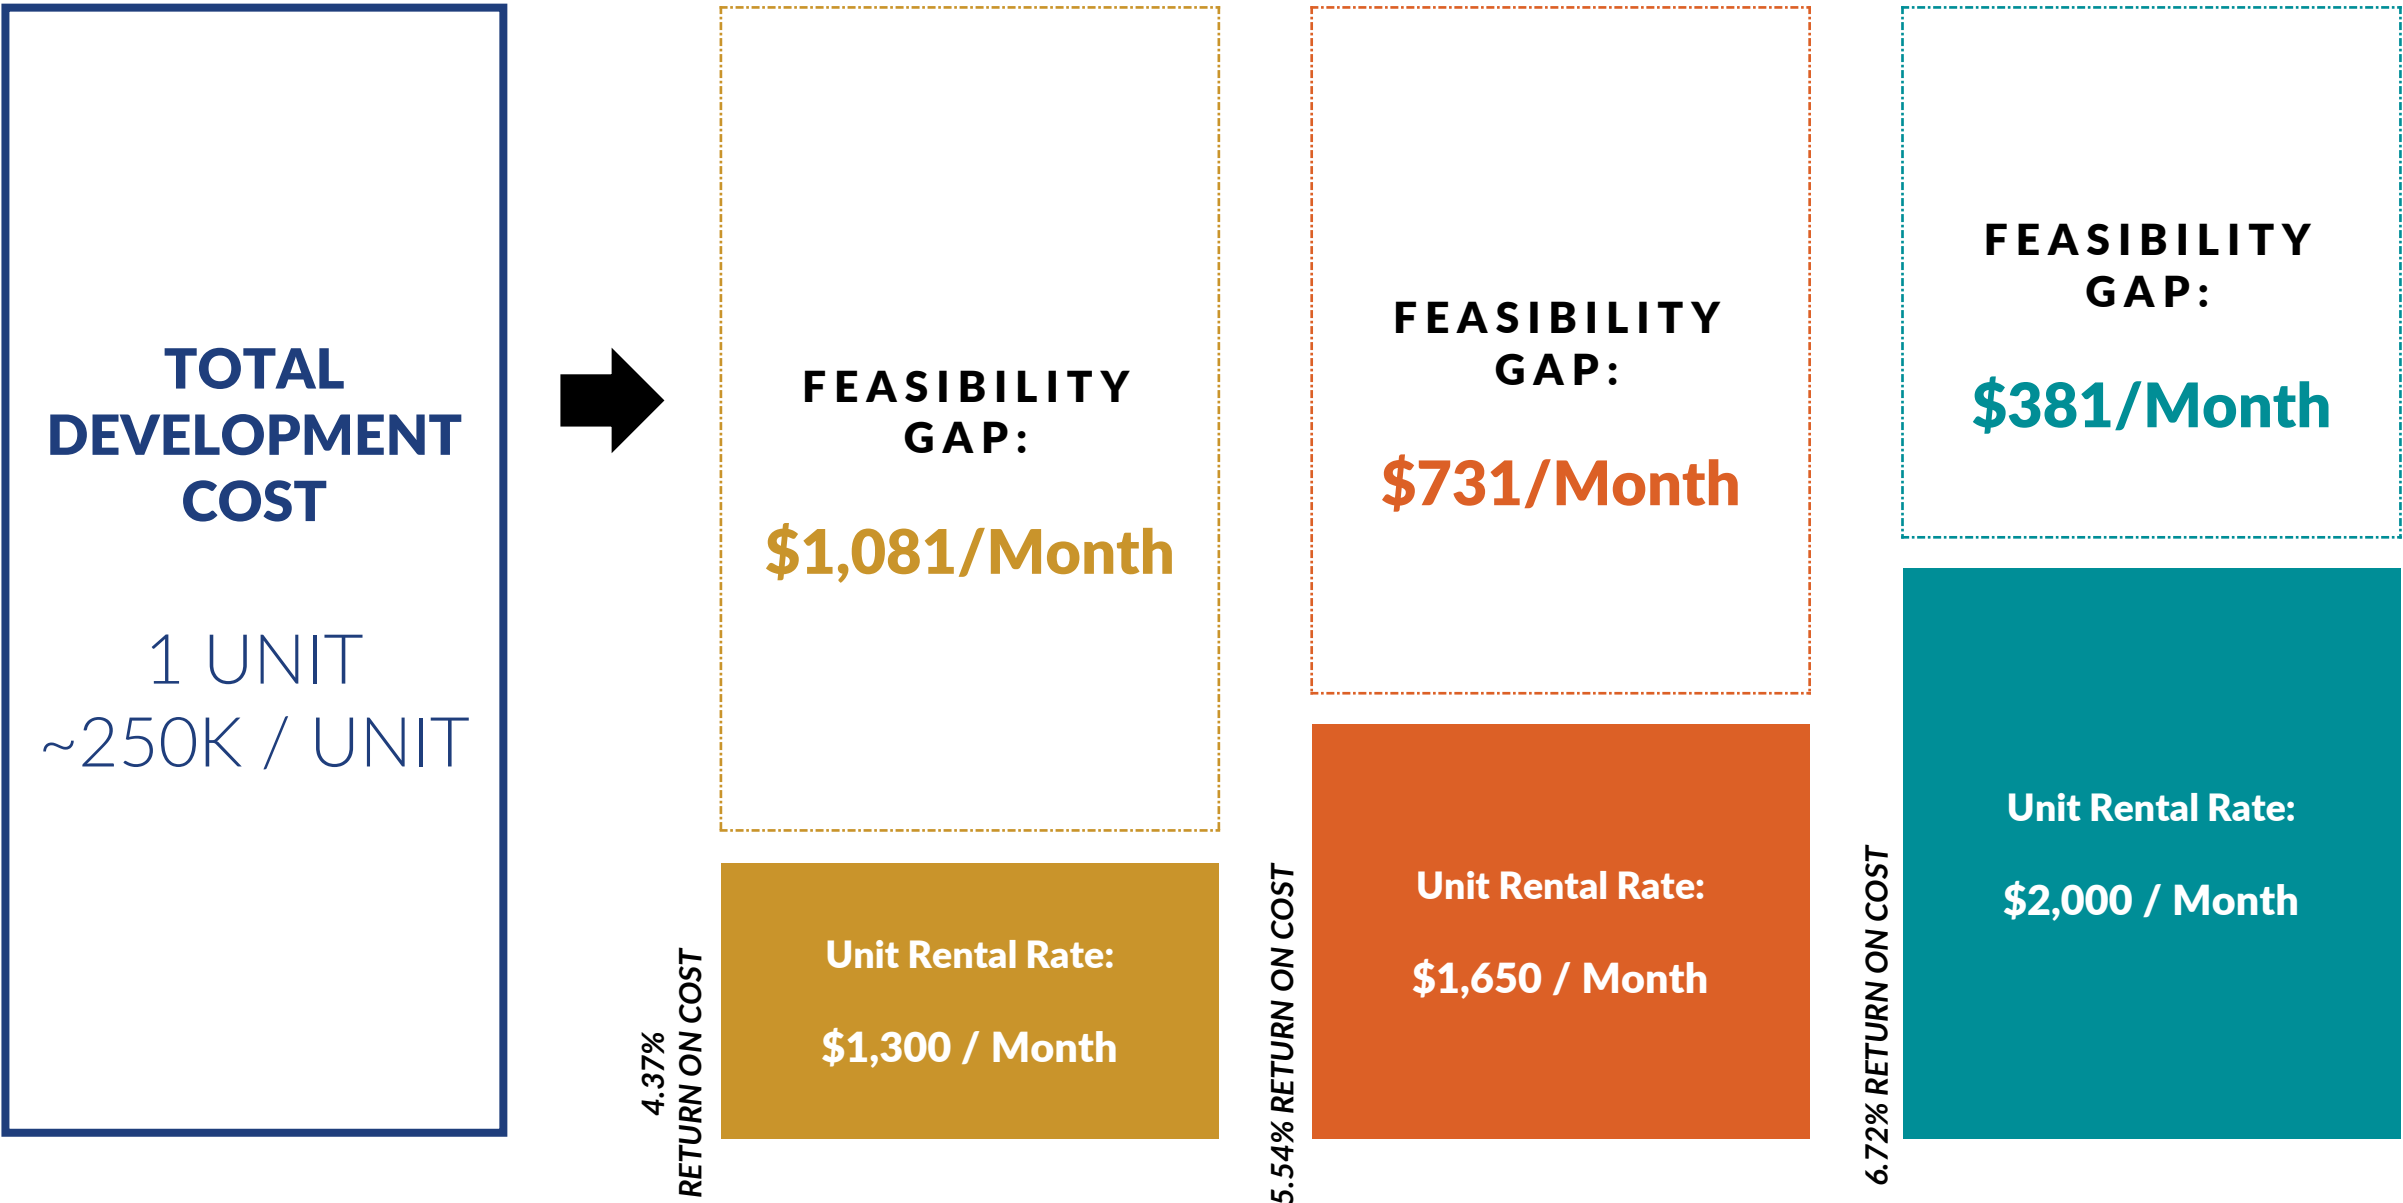 TOTAL
DEVELOPMENT
COST
1 UNIT
~250K / UNIT
FEASIBILITY
GAP:
$1,081/Month
4.37%
RETURN ON COST
Unit Rental Rate:
$1,300 / Month
FEASIBILITY
GAP:
$731/Month
5.54% RETURN ON COST
Unit Rental Rate:
$1,650 / Month
FEASIBILITY
GAP:
$381/Month
6.72% RETURN ON COST
Unit Rental Rate:
$2,000 / Month